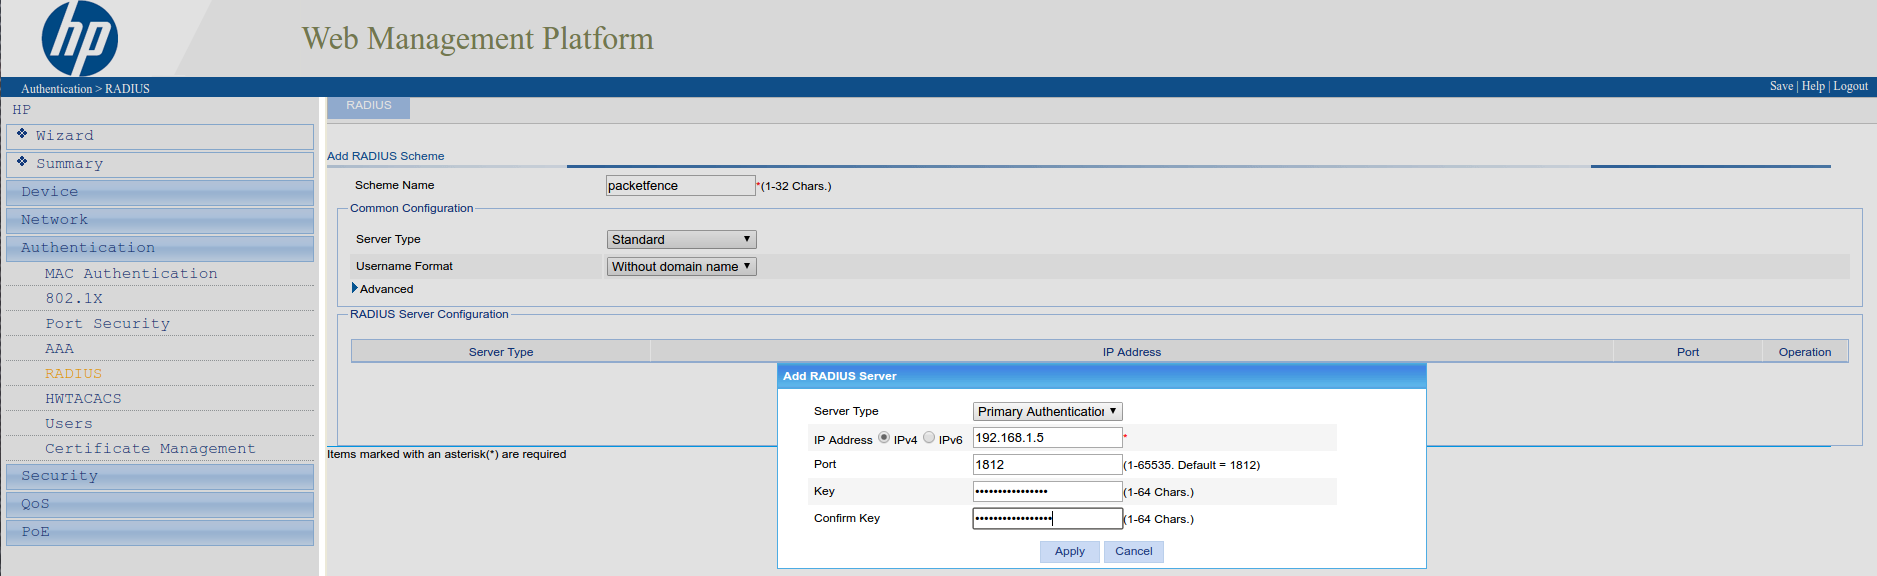 hp
Web Management Platform
Authentication > RADIUS
Save | Help | Logout
HP
Wizard
Summary
Device
Network
Authentication
MAC Authentication
802.1X
Port Security
AAA
RADIUS
HWTACACS
Users
Certificate Management
Security
QoS
PoE
RADIUS
Add RADIUS Scheme
Scheme Name packetfence *(1-32 Chars.)
Common Configuration
Server Type Standard
Username Format Without domain name
Advanced
RADIUS Server Configuration
Server Type IP Address Port Operation
Add RADIUS Server
Server Type Primary Authentication
IP Address IPv4 IPv6 192.168.1.5 *
Port 1812 (1-65535. Default = 1812)
Key •••••••••••••••• (1-64 Chars.)
Confirm Key ••••••••••••••••• (1-64 Chars.)
Apply Cancel
Items marked with an asterisk(*) are required